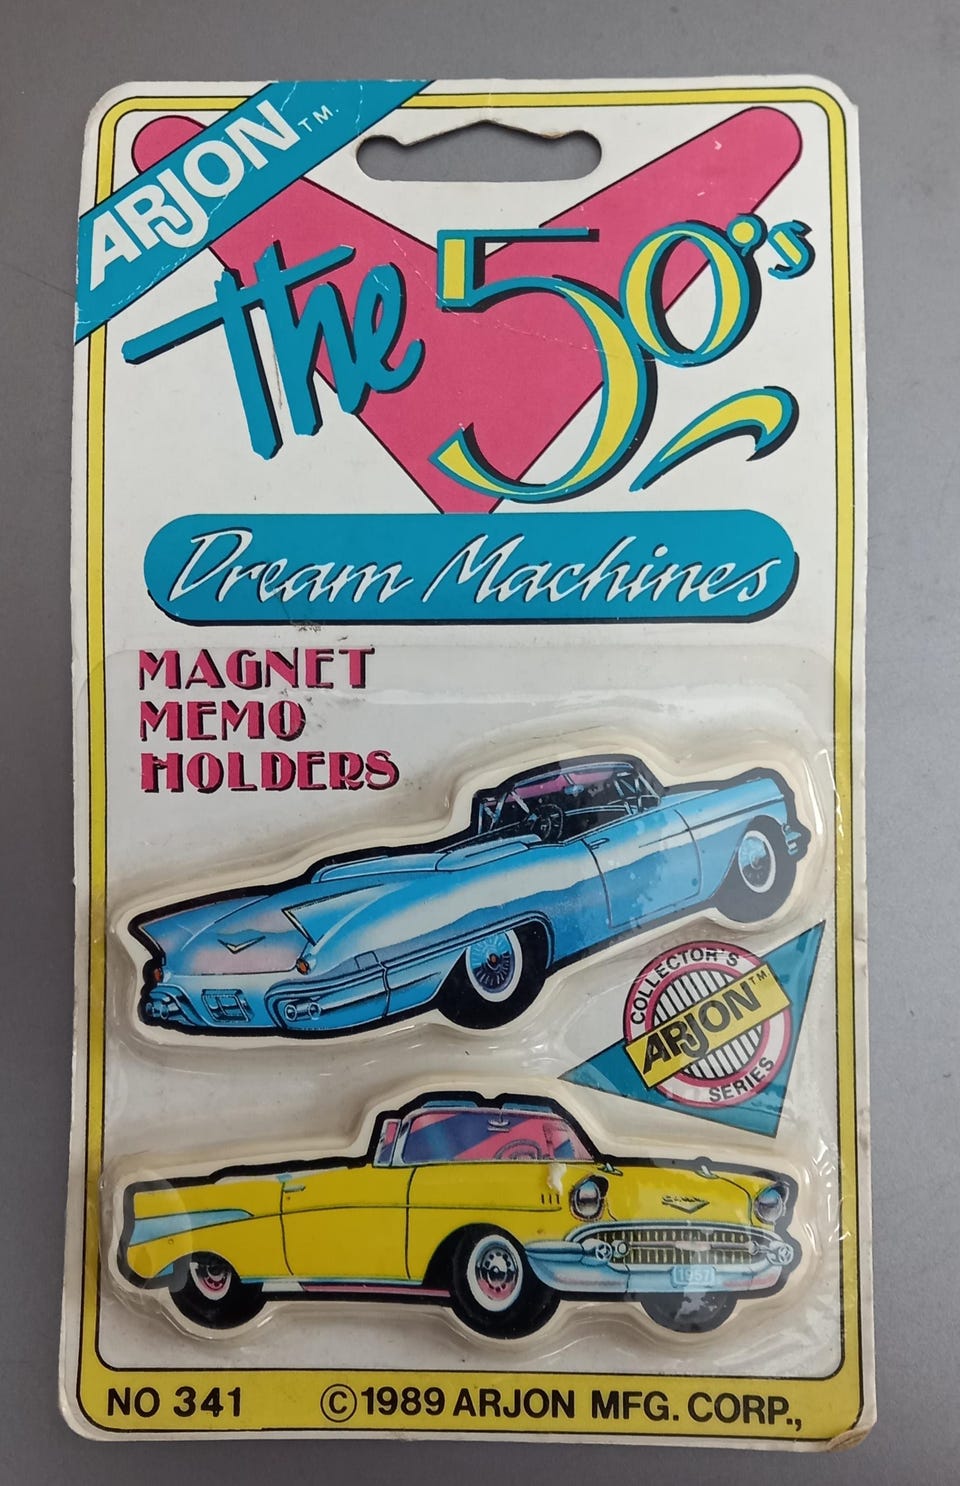 ARJON TM.
The 50's
Dream Machines
MAGNET
MEMO
HOLDERS
COLLECTOR'S
ARJON TM
SERIES
1957
NO 341
©1989 ARJON MFG. CORP.,